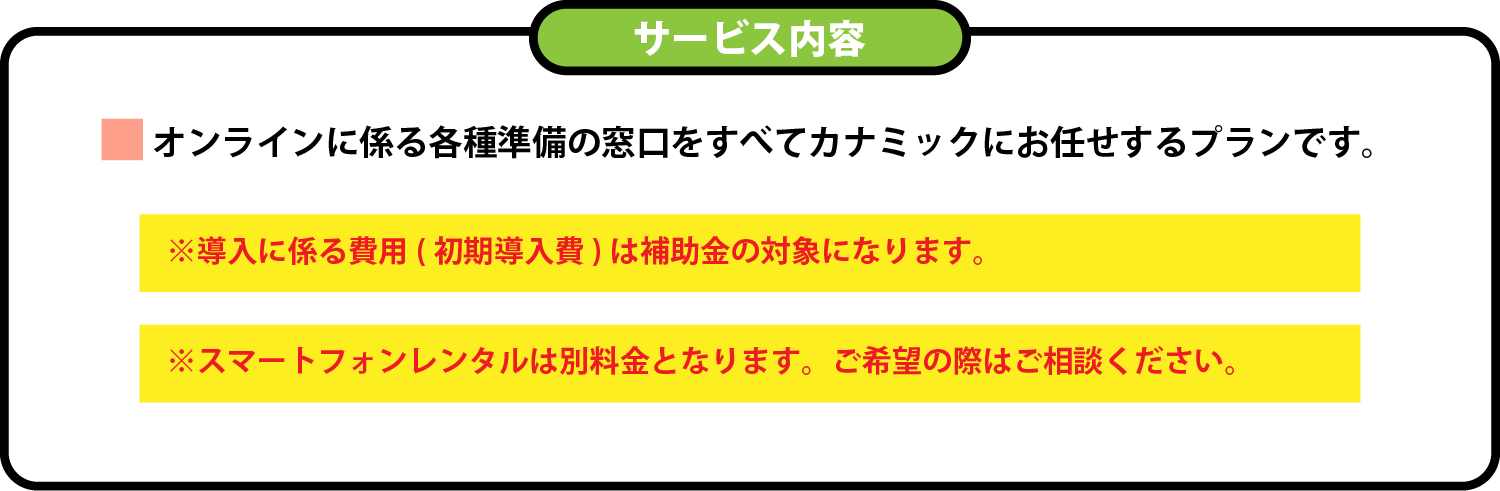 サービス内容
オンラインに係る各種準備の窓口をすべてカナミックにお任せするプランです。
※導入に係る費用(初期導入費)は補助金の対象になります。
※スマートフォンレンタルは別料金となります。ご希望の際はご相談ください。